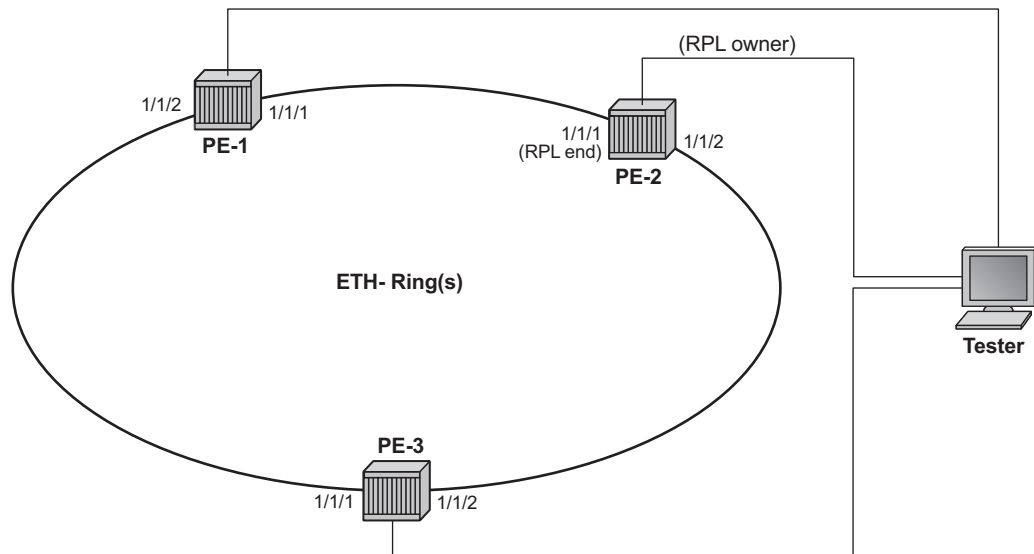 (RPL owner)
1/1/2
1/1/1
PE-1
1/1/1
(RPL end)
1/1/2
PE-2
ETH- Ring(s)
Tester
PE-3
1/1/1
1/1/2